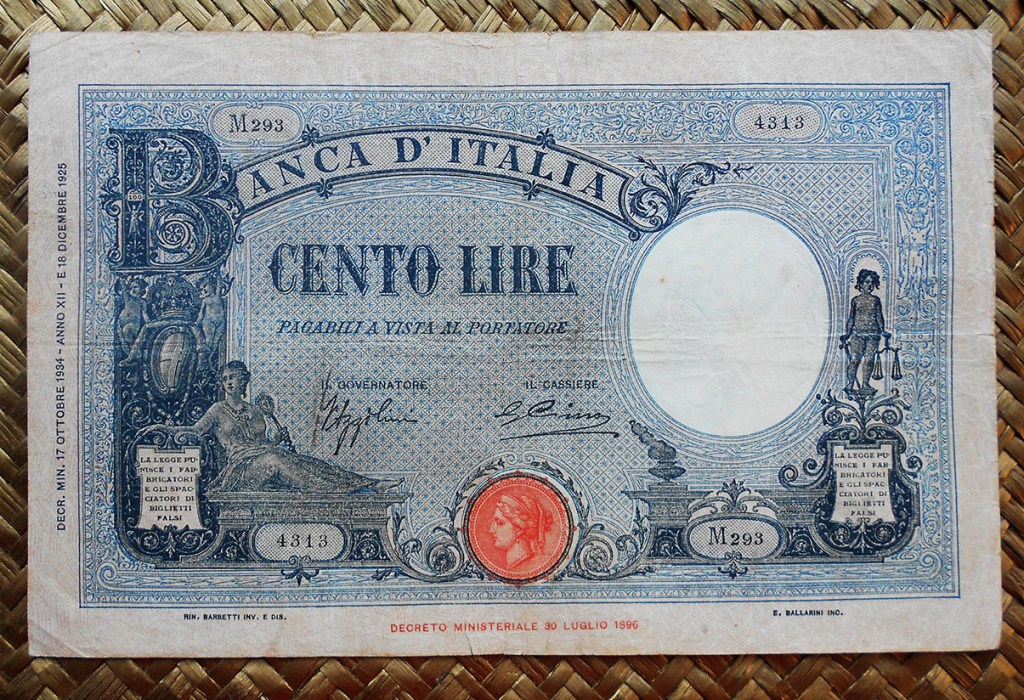 M293
4313
BANCA D'ITALIA
100
CENTO LIRE
PAGABILI A VISTA AL PORTATORE
IL GOVERNATORE
IL CASSIERE
DECR. MIN. 17 OTTOBRE 1934 - ANNO XII - E 18 DICEMBRE 1925
LA LEGGE PU-
NISCE I FAB-
BRICATORI
E GLI SPAC-
CIATORI DI
BIGLIETTI
FALSI
LA LEGGE PU-
NISCE I FAB-
BRICATORI
E GLI SPAC-
CIATORI DI
BIGLIETTI
FALSI
4313
M293
RIN. BARBETTI INV. E DIS.
E. BALLARINI INC.
DECRETO MINISTERIALE 30 LUGLIO 1896